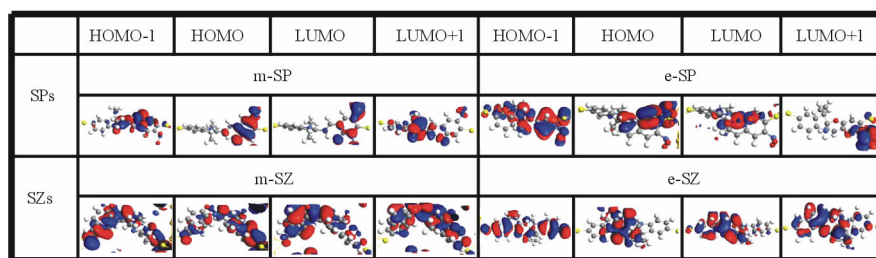 HOMO-1 HOMO LUMO LUMO+1 HOMO-1 HOMO LUMO LUMO+1
SPs m-SP e-SP
SZs m-SZ e-SZ